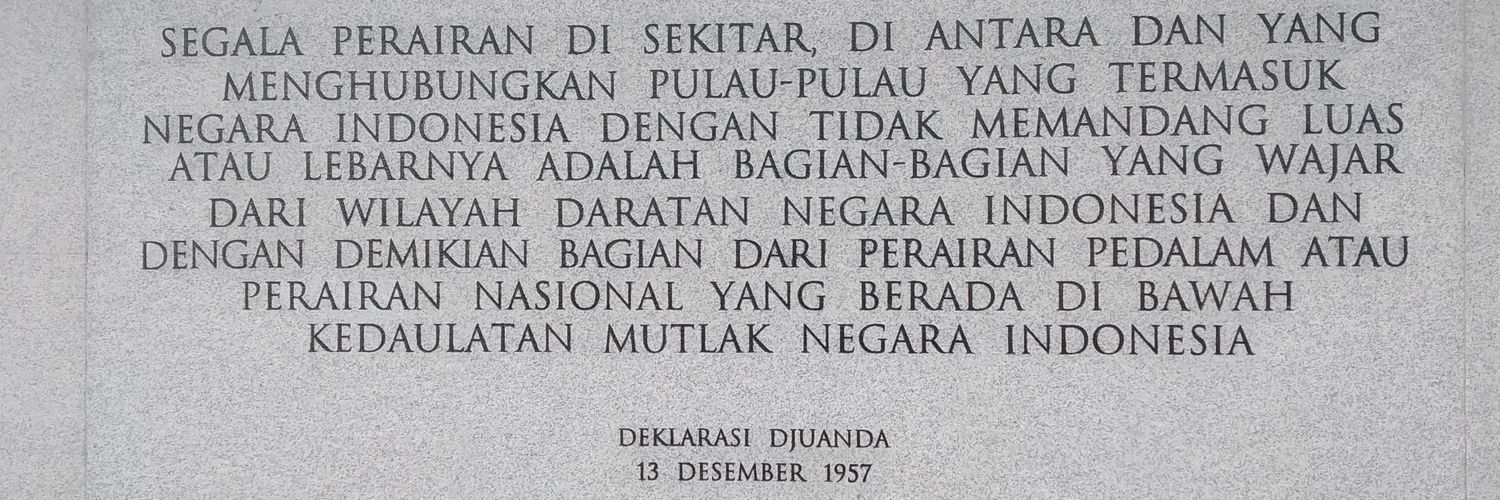 SEGALA PERAIRAN DI SEKITAR, DI ANTARA DAN YANG
MENGHUBUNGKAN PULAU-PULAU YANG TERMASUK
NEGARA INDONESIA DENGAN TIDAK MEMANDANG LUAS
ATAU LEBARNYA ADALAH BAGIAN-BAGIAN YANG WAJAR
DARI WILAYAH DARATAN NEGARA INDONESIA DAN
DENGAN DEMIKIAN BAGIAN DARI PERAIRAN PEDALAM ATAU
PERAIRAN NASIONAL YANG BERADA DI BAWAH
KEDAULATAN MUTLAK NEGARA INDONESIA
DEKLARASI DJUANDA
13 DESEMBER 1957